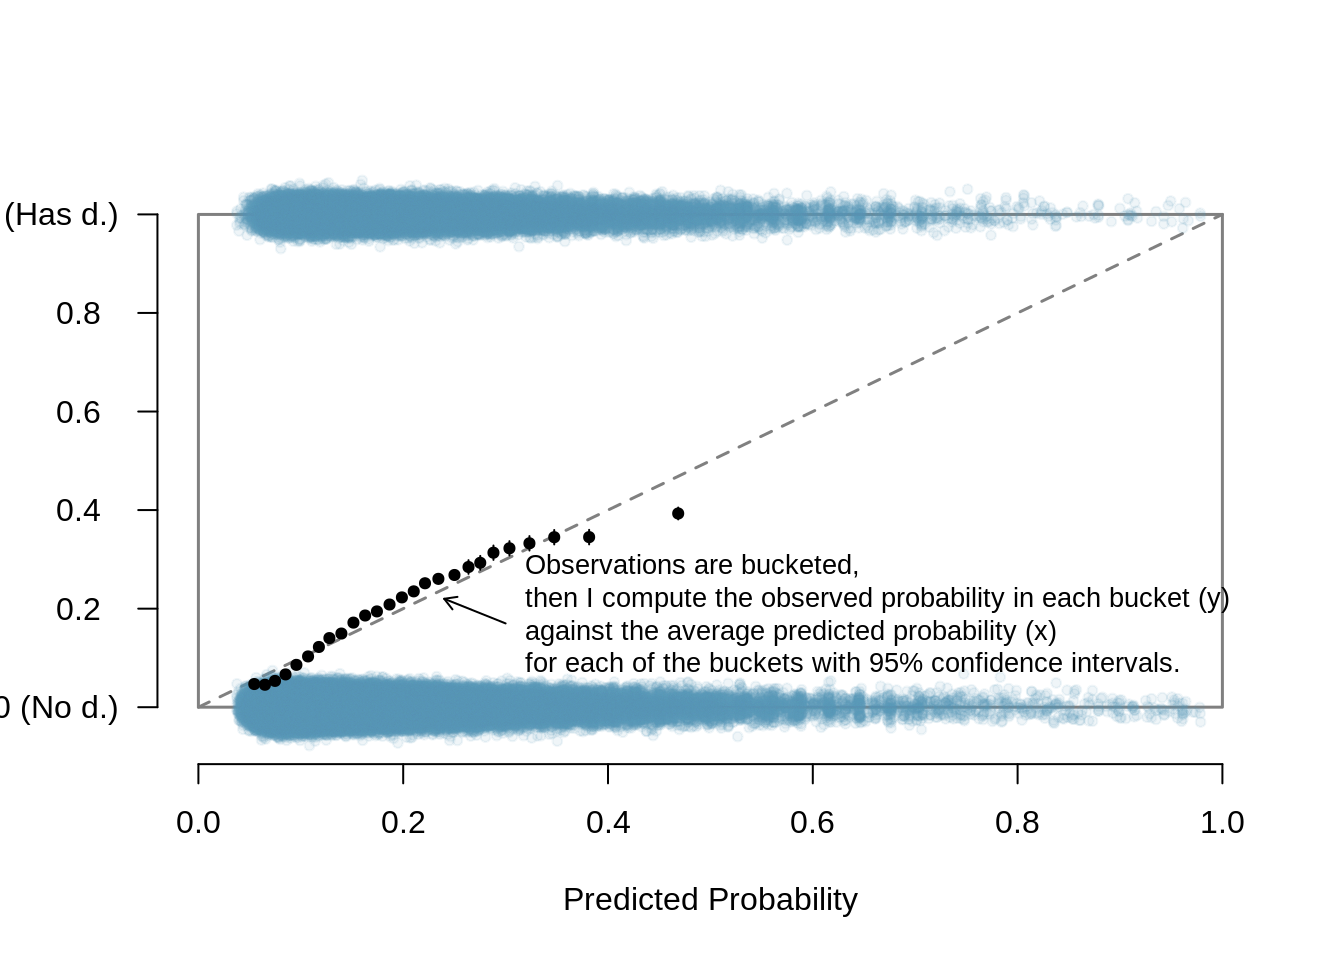 (Has d.)
0.8
0.6
0.4
0.2
0 (No d.)
Observations are bucketed,
then I compute the observed probability in each bucket (y)
against the average predicted probability (x)
for each of the buckets with 95% confidence intervals.
0.0 0.2 0.4 0.6 0.8 1.0
Predicted Probability